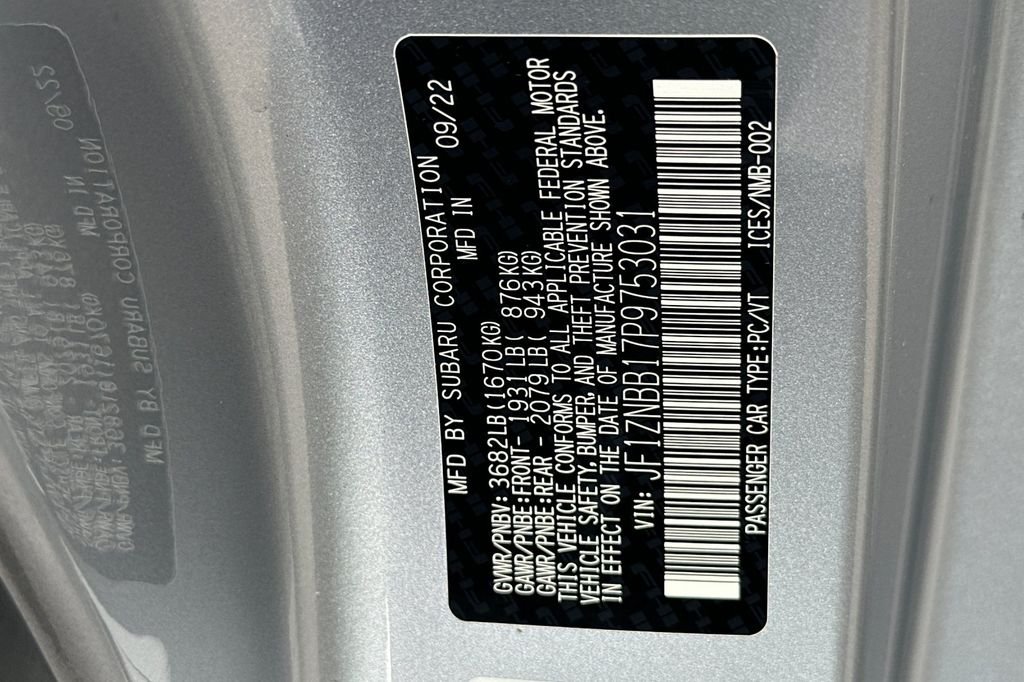 MFD BY SUBARU CORPORATION
MFD IN 09/22
GVWR/PNBV: 3682LB(1670KG)
GAWR/PNBE:FRONT- 1931LB( 876KG)
GAWR/PNBE:REAR - 2079LB( 943KG)
THIS VEHICLE CONFORMS TO ALL APPLICABLE FEDERAL MOTOR
VEHICLE SAFETY, BUMPER, AND THEFT PREVENTION STANDARDS
IN EFFECT ON THE DATE OF MANUFACTURE SHOWN ABOVE.
VIN: JF1ZNBB17P9753031
PASSENGER CAR TYPE:PC/VT ICES/NMB-002